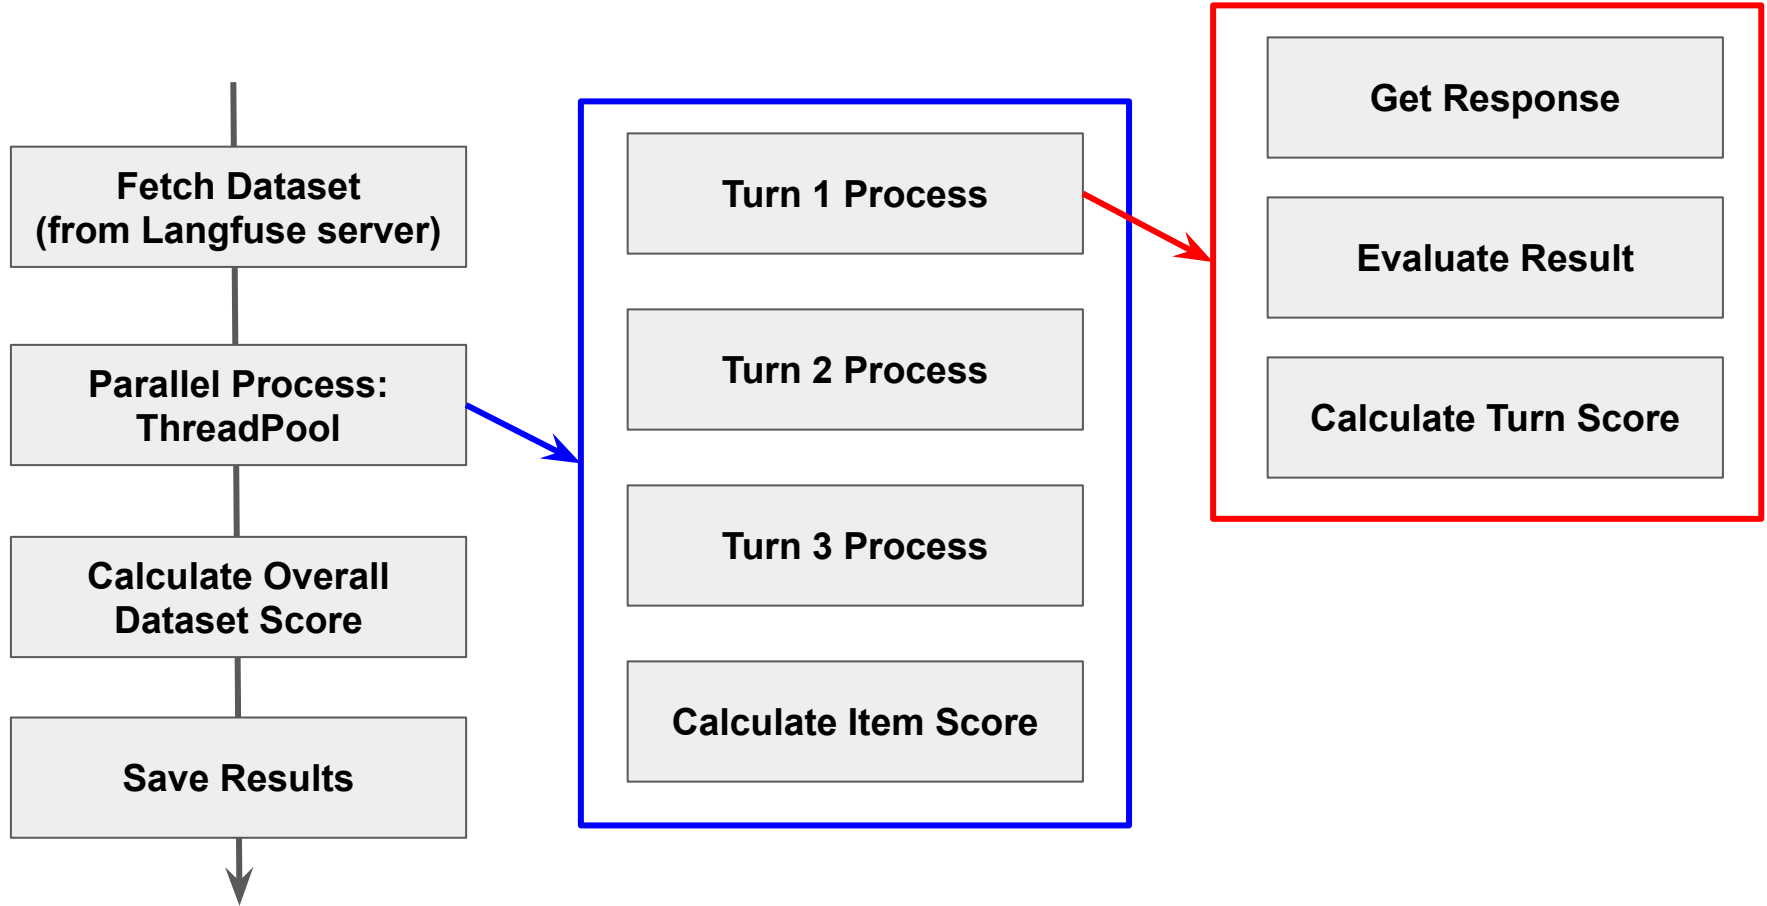 Fetch Dataset
(from Langfuse server)
Parallel Process:
ThreadPool
Calculate Overall
Dataset Score
Save Results
Turn 1 Process
Turn 2 Process
Turn 3 Process
Calculate Item Score
Get Response
Evaluate Result
Calculate Turn Score